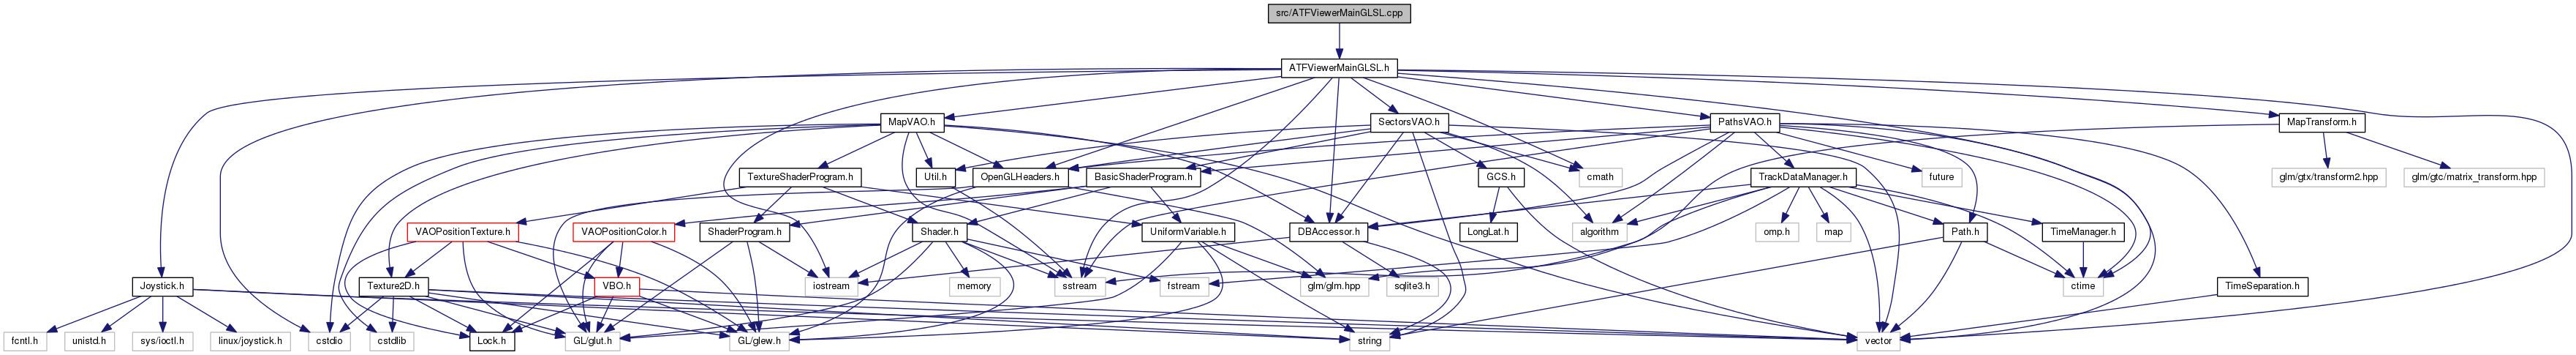 src/ATFViewerMainGLSL.cpp
ATFViewerMainGLSL.h
MapVAO.h
SectorsVAO.h
PathsVAO.h
MapTransform.h
TextureShaderProgram.h
Util.h
OpenGLHeaders.h
BasicShaderProgram.h
GCS.h
cmath
TrackDataManager.h
future
glm/gtx/transform2.hpp
glm/gtc/matrix_transform.hpp
VAOPositionTexture.h
VAOPositionColor.h
ShaderProgram.h
Shader.h
UniformVariable.h
DBAccessor.h
LongLat.h
algorithm
omp.h
map
Path.h
TimeManager.h
Joystick.h
Texture2D.h
VBO.h
iostream
memory
sstream
fstream
glm/glm.hpp
sqlite3.h
ctime
TimeSeparation.h
fcntl.h
unistd.h
sys/ioctl.h
linux/joystick.h
cstdio
cstdlib
Lock.h
GL/glut.h
GL/glew.h
string
vector